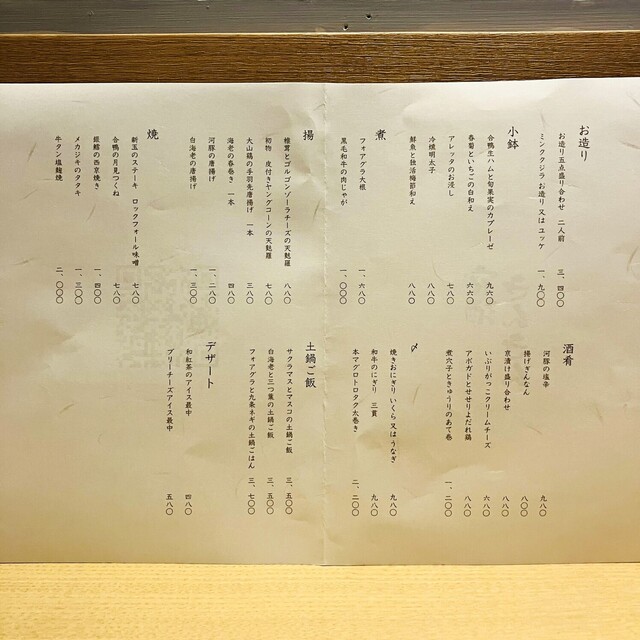 お造り
お造り五点盛り合わせ 二人前 三、四〇〇
ミンククジラ お造り 又は ユッケ 一、九〇〇
小鉢
合鴨生ハムと旬果実のカプレーゼ 九六〇
春菊といちごの白和え 六六〇
アレッタのお浸し 七八〇
冷燻明太子 八八〇
鮮魚と独活梅節和え 八八〇
煮
フォアグラ大根 一、六八〇
黒毛和牛の肉じゃが 一、〇〇〇
揚
椎茸とゴルゴンゾーラチーズの天麩羅 八八〇
初物 皮付きヤングコーンの天麩羅 七八〇
大山鶏の手羽先唐揚げ 一本 三八〇
海老の春巻き 一本 四八〇
河豚の唐揚げ 一、二八〇
白海老の唐揚げ 一、三〇〇
焼
新玉のステーキ ロックフォール味噌 七八〇
合鴨の月見つくね 七八〇
銀鱈の西京焼き 一、四〇〇
メカジキのタタキ 一、三〇〇
牛タン塩麹焼 二、〇〇〇
酒肴
河豚の塩辛 九八〇
揚げぎんなん 八〇〇
京漬け盛り合わせ 八八〇
いぶりがっこクリームチーズ 六八〇
アボガドとせせりよだれ鶏 八八〇
煮穴子ときゅうりのあて巻 一、二〇〇
〆
焼きおにぎり いくら 又は うなぎ 九八〇
和牛のにぎり 三貫 九八〇
本マグロトロタグ太巻き 二、二〇〇
土鍋ご飯
サクラマスとマスコの土鍋ご飯 三、五〇〇
白海老と三つ葉の土鍋ご飯 三、五〇〇
フォアグラと九条ネギの土鍋ごはん 三、七〇〇
デザート
和紅茶のアイス最中 四八〇
ブリーチーズアイス最中 五八〇